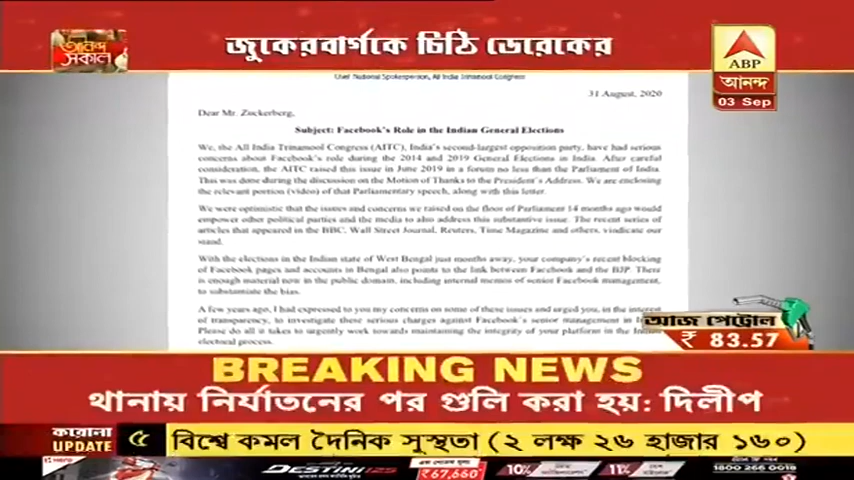 আনন্দ সকাল
জুকেরবার্গকে চিঠি ডেরেকের
ABP
আনন্দ
03 Sep
31 August, 2020
Dear Mr. Zuckerberg,
Subject: Facebook's Role in the Indian General Elections
We, the All India Trinamool Congress (AITC), India's second-largest opposition party, have had serious
concerns about Facebook's role during the 2014 and 2019 General Elections in India. After careful
consideration, the AITC raised this issue in June 2019 in a forum no less than the Parliament of India.
This was done during the discussion on the Motion of Thanks to the President's Address. We are enclosing
the relevant portion (video) of that Parliamentary speech, along with this letter.
We were optimistic that the issues and concerns we raised on the floor of Parliament 14 months ago would
empower other political parties and the media to also address this substantive issue. The recent series of
articles that appeared in the BBC, Wall Street Journal, Reuters, Time Magazine and others, vindicate our
stand.
With the elections in the Indian state of West Bengal just months away, your company's recent blocking
of Facebook pages and accounts in Bengal also points to the link between Facebook and the BJP. There
is enough material now in the public domain, including internal memos of senior Facebook management,
to substantiate the bias.
A few years ago, I had expressed to you my concerns on some of these issues and urged you, in the interest
of transparency, to investigate these serious charges against Facebook's senior management in
Please do all it takes to urgently work towards maintaining the integrity of your platform in the
electoral process.
আজ পেট্রোল
₹ 83.57
BREAKING NEWS
থানায় নির্যাতনের পর গুলি করা হয়: দিলীপ
করোনা
UPDATE
৫
বিশ্বে কমল দৈনিক সুস্থতা (২ লক্ষ ২৬ হাজার ১৬০)
DESTINI 125
₹67,660
10%
11%
1800 266 0018